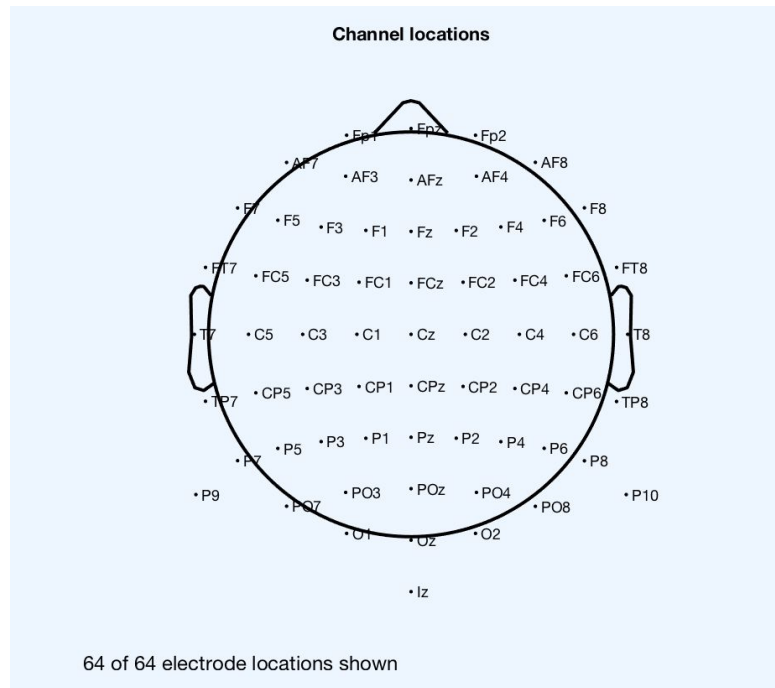 Channel locations
Fp1 Fpz Fp2
AF7 AF8
AF3 AFz AF4
F7 F8
F5 F3 F1 Fz F2 F4 F6
FT7 FT8
FC5 FC3 FC1 FCz FC2 FC4 FC6
T7 C5 C3 C1 Cz C2 C4 C6 T8
CP5 CP3 CP1 CPz CP2 CP4 CP6
TP7 TP8
P5 P3 P1 Pz P2 P4 P6
P7 P8
P9 PO3 POz PO4 P10
PO7 PO8
O1 Oz O2
Iz
64 of 64 electrode locations shown